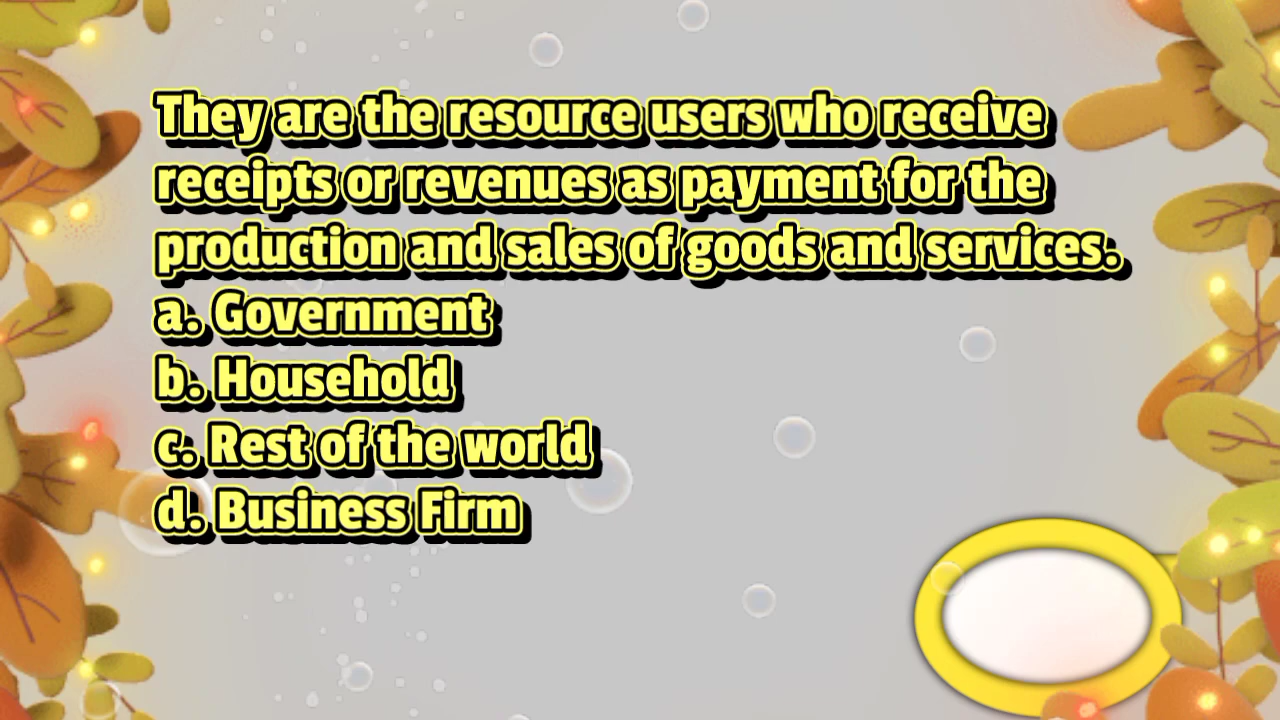 They are the resource users who receive
receipts or revenues as payment for the
production and sales of goods and services.
a. Government
b. Household
c. Rest of the world
d. Business Firm